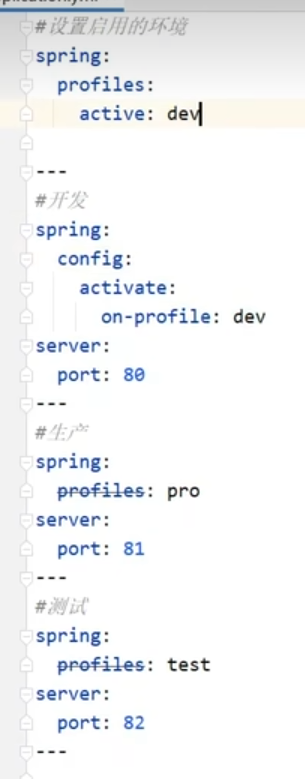 #设置启用的环境
spring:
  profiles:
    active: dev
---
#开发
spring:
  config:
    activate:
      on-profile: dev
server:
  port: 80
---
#生产
spring:
  profiles: pro
server:
  port: 81
---
#测试
spring:
  profiles: test
server:
  port: 82
---